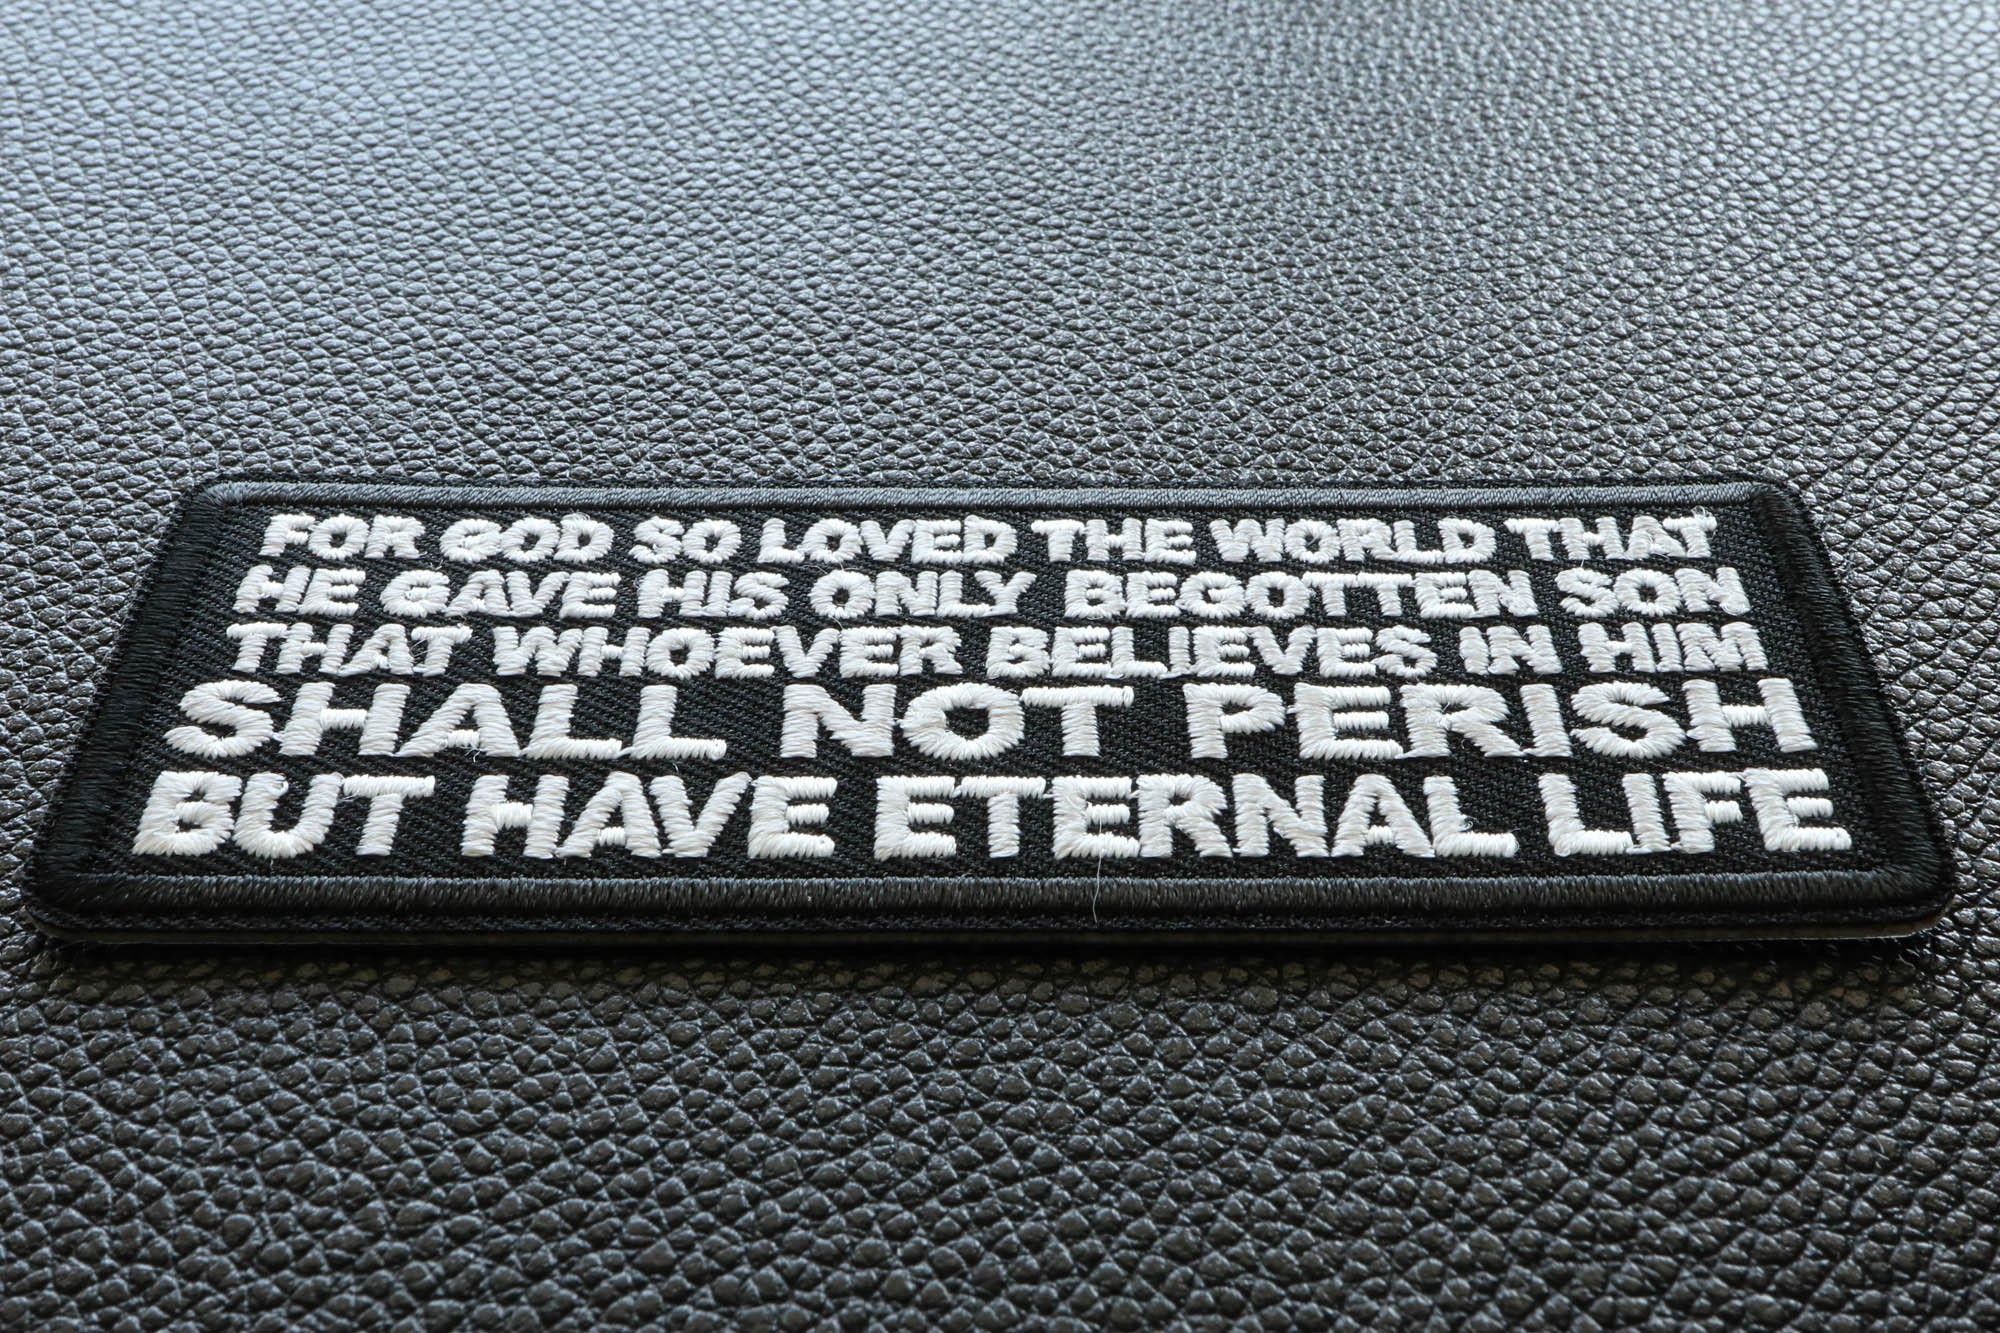 FOR GOD SO LOVED THE WORLD THAT
HE GAVE HIS ONLY BEGOTTEN SON
THAT WHOEVER BELIEVES IN HIM
SHALL NOT PERISH
BUT HAVE ETERNAL LIFE